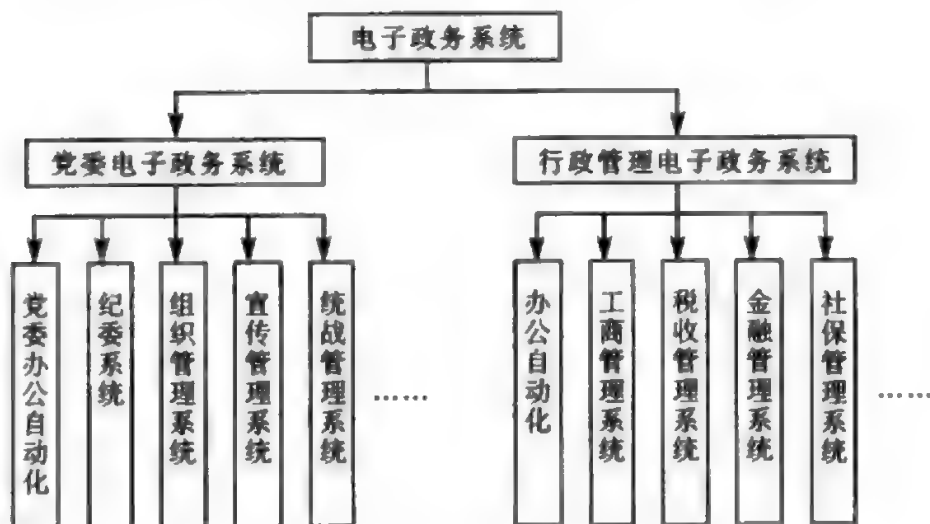 电子政务系统
党委电子政务系统
行政管理电子政务系统
党委办公自动化
纪委系统
组织管理系统
宣传管理系统
统战管理系统
……
办公自动化
工商管理系统
税收管理系统
金融管理系统
社保管理系统
……